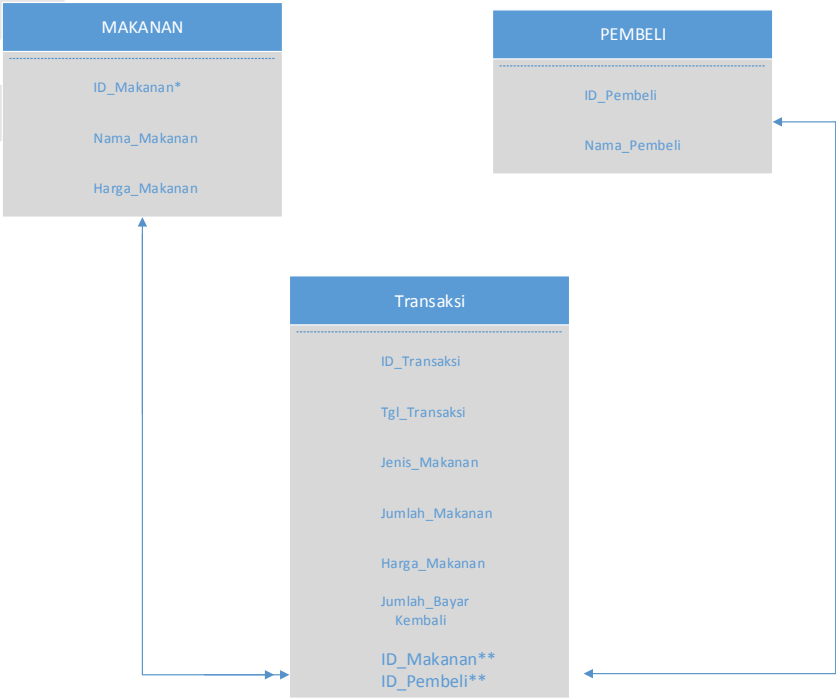 MAKANAN
ID_Makanan*
Nama_Makanan
Harga_Makanan
PEMBELI
ID_Pembeli
Nama_Pembeli
Transaksi
ID_Transaksi
Tgl_Transaksi
Jenis_Makanan
Jumlah_Makanan
Harga_Makanan
Jumlah_Bayar
Kembali
ID_Makanan**
ID_Pembeli**